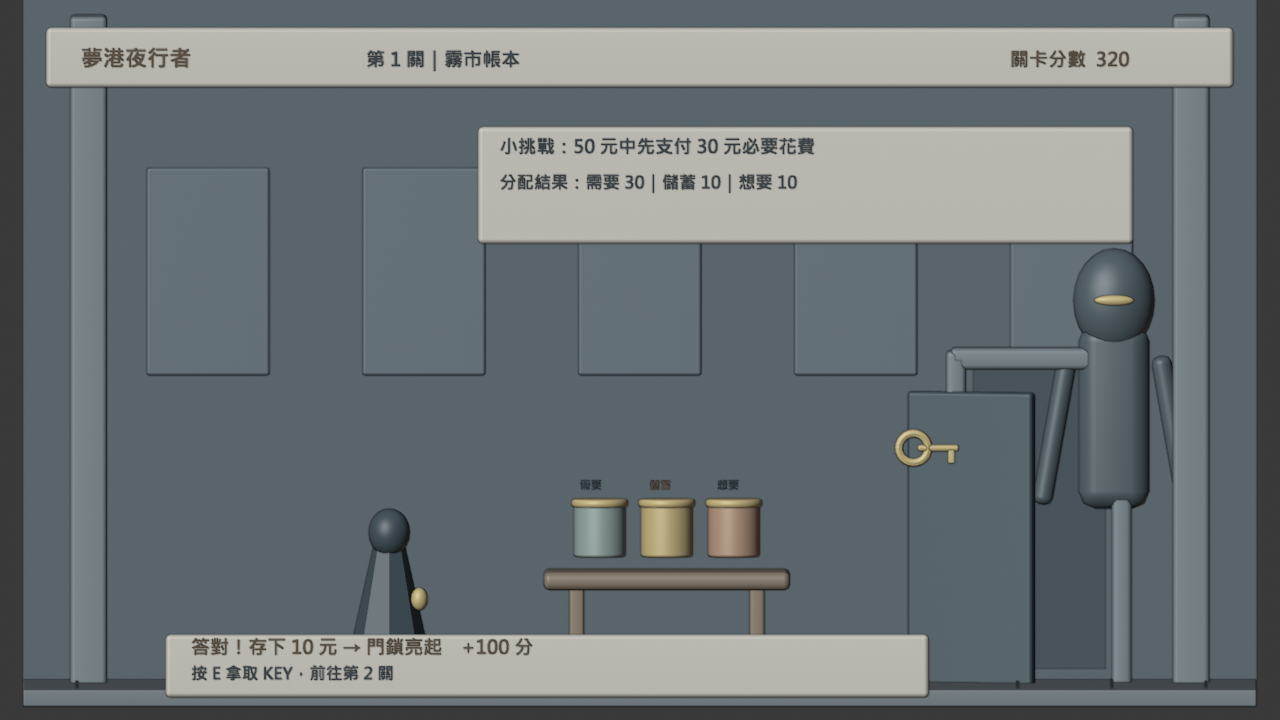 夢港夜行者
第 1 關 | 霧市帳本
關卡分數 320
小挑戰：50 元中先支付 30 元必要花費
分配結果：需要 30 | 儲蓄 10 | 想要 10
需要
儲蓄
想要
答對！存下 10 元 → 門鎖亮起 +100 分
按 E 拿取 KEY · 前往第 2 關